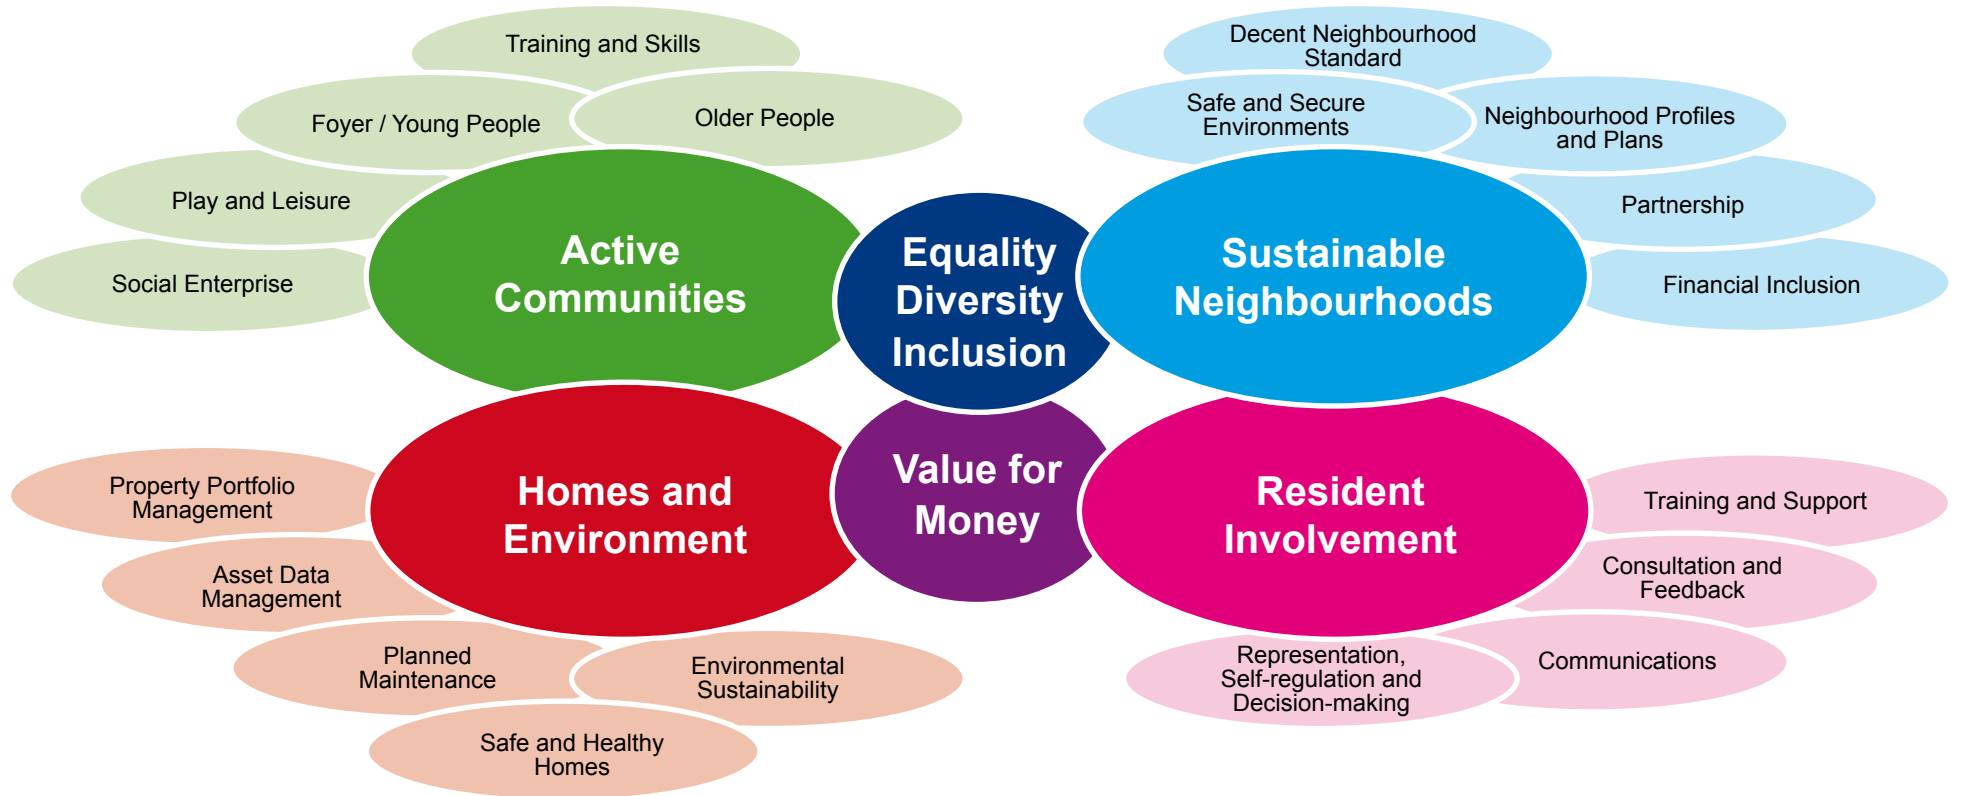 Training and Skills
Foyer / Young People
Older People
Play and Leisure
Social Enterprise
Active
Communities
Equality
Diversity
Inclusion
Decent Neighbourhood
Standard
Safe and Secure
Environments
Neighbourhood Profiles
and Plans
Partnership
Financial Inclusion
Sustainable
Neighbourhoods
Homes and
Environment
Property Portfolio
Management
Asset Data
Management
Planned
Maintenance
Environmental
Sustainability
Safe and Healthy
Homes
Value for
Money
Resident
Involvement
Training and Support
Consultation and
Feedback
Communications
Representation,
Self-regulation and
Decision-making